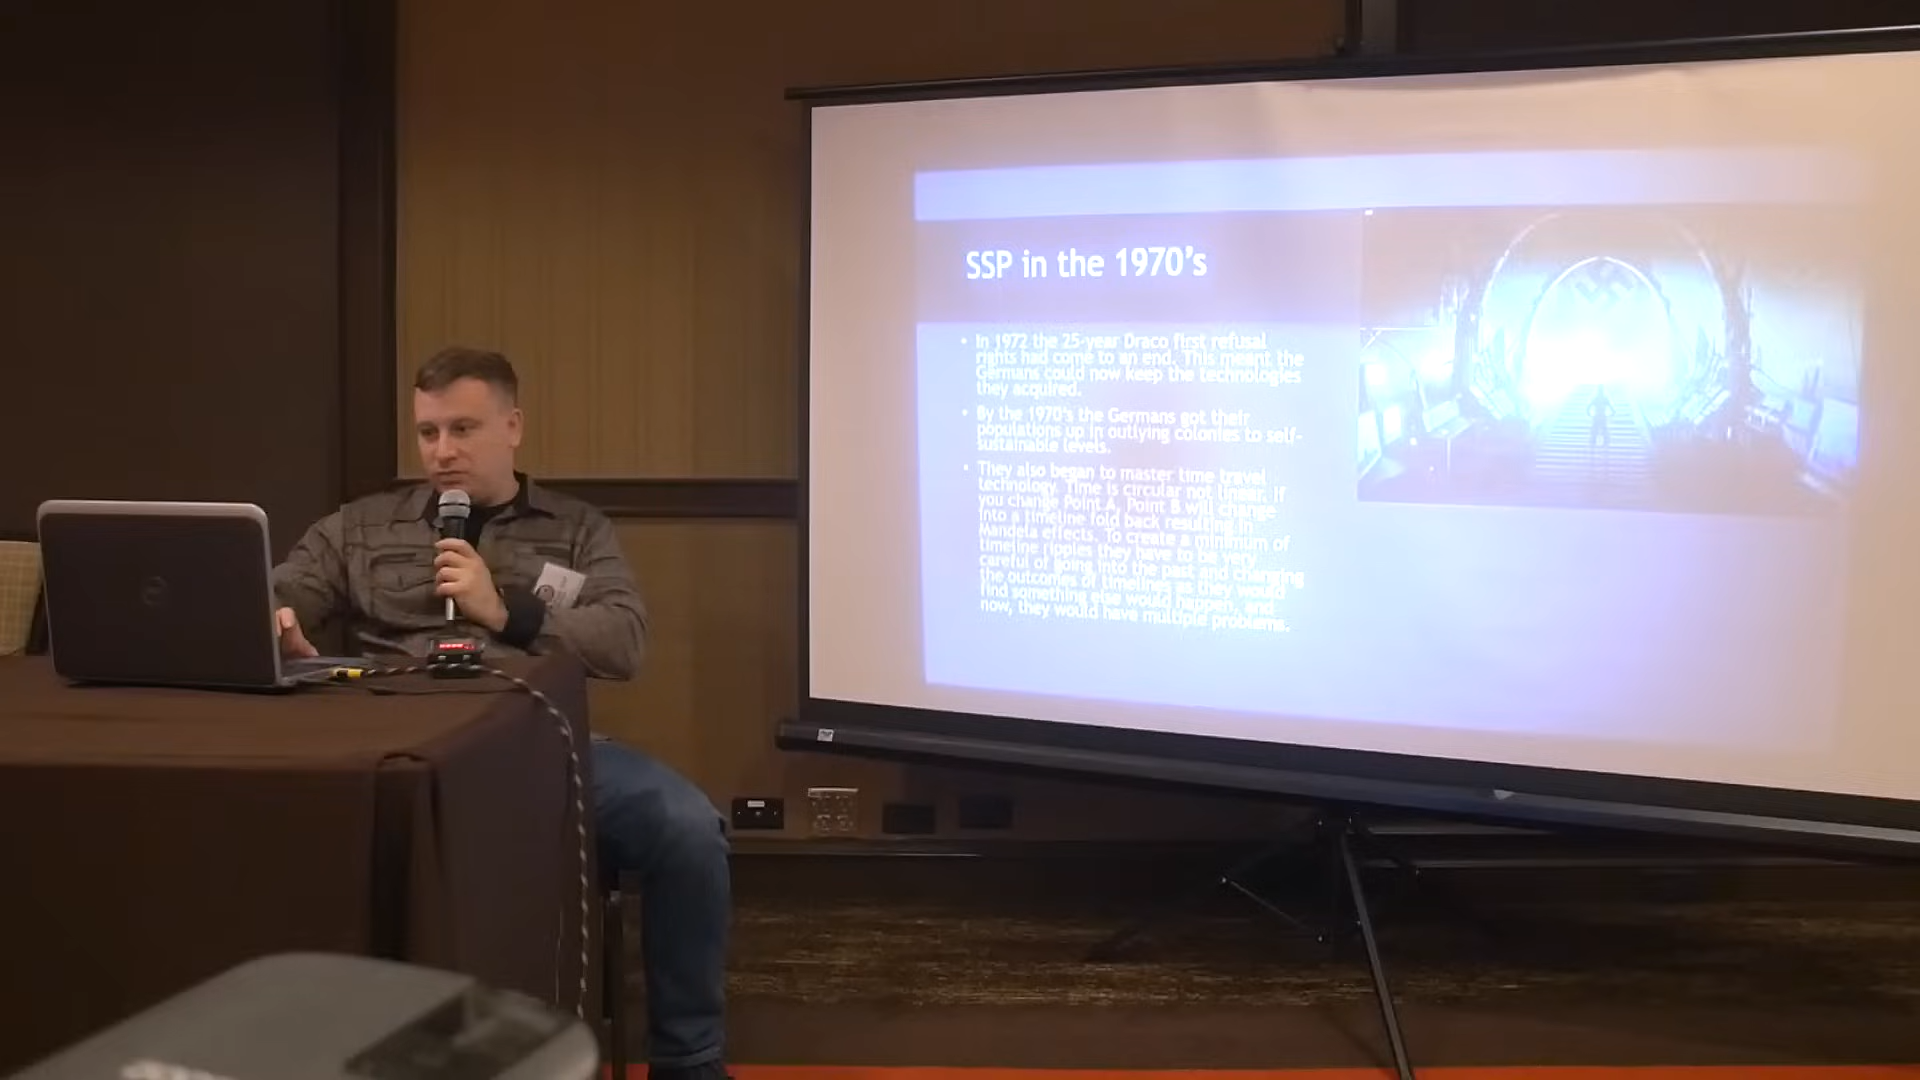 SSP in the 1970's
• In 1972 the 25-year Draco first refusal
rights had come to an end. This meant the
Germans could now keep the technologies
they acquired.
• By the 1970's the Germans got their
populations up in outlying colonies to self-
sustainable levels.
• They also began to master time travel
technology. Time is circular not linear. If
you change Point A, Point B will change
into a timeline fold back resulting in
Mandela effects. To create a minimum of
timeline ripples they have to be very
careful of going into the past and changing
the outcomes of timelines as they would
find something else would happen, and
now, they would have multiple problems.